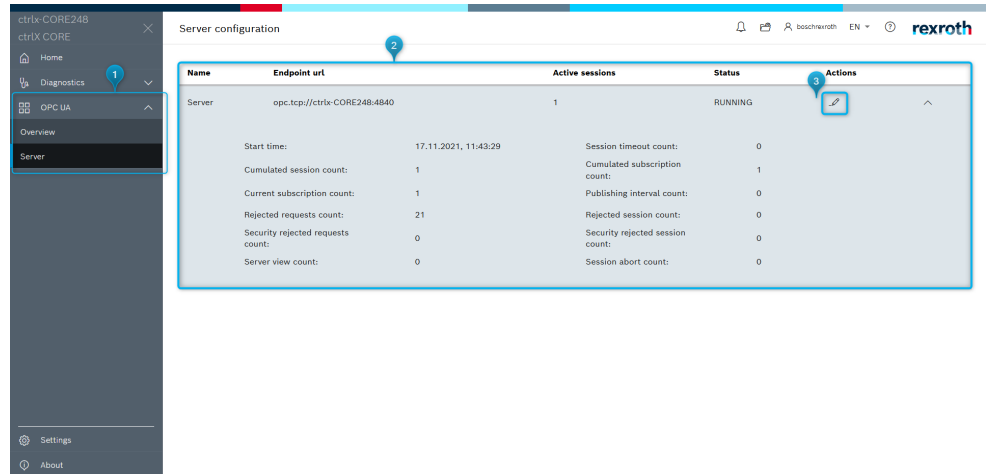 ctrlx-CORE248
ctrlX CORE
Home
Diagnostics
1
OPC UA
Overview
Server
Settings
About
Server configuration
boschrexroth EN
rexroth
2
Name Endpoint url Active sessions Status Actions
3
Server opc.tcp://ctrlx-CORE248:4840 1 RUNNING
Start time: 17.11.2021, 11:43:29 Session timeout count: 0
Cumulated session count: 1 Cumulated subscription count: 1
Current subscription count: 1 Publishing interval count: 0
Rejected requests count: 21 Rejected session count: 0
Security rejected requests count: 0 Security rejected session count: 0
Server view count: 0 Session abort count: 0